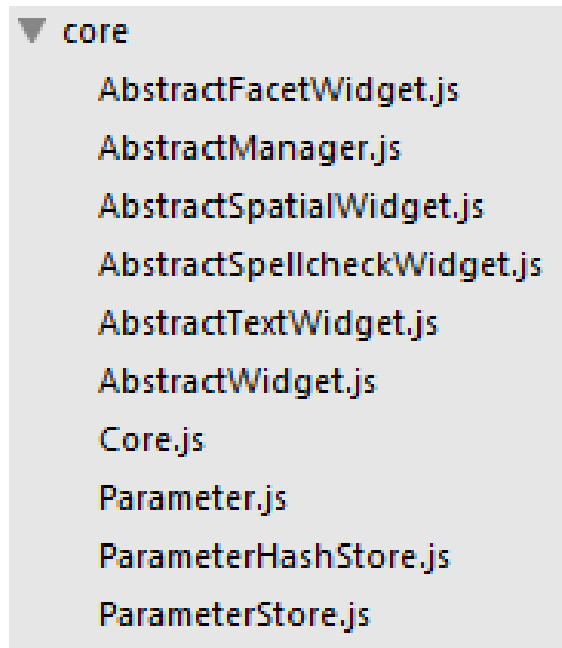 core
AbstractFacetWidget.js
AbstractManager.js
AbstractSpatialWidget.js
AbstractSpellcheckWidget.js
AbstractTextWidget.js
AbstractWidget.js
Core.js
Parameter.js
ParameterHashStore.js
ParameterStore.js